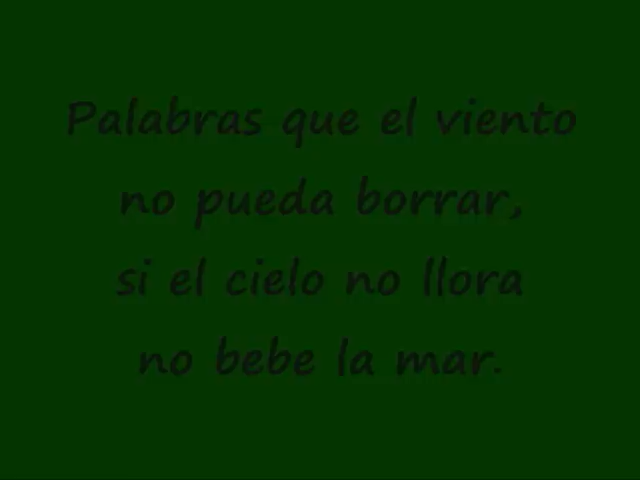 Palabras que el viento
no pueda borrar,
si el cielo no llora
no bebe la mar.